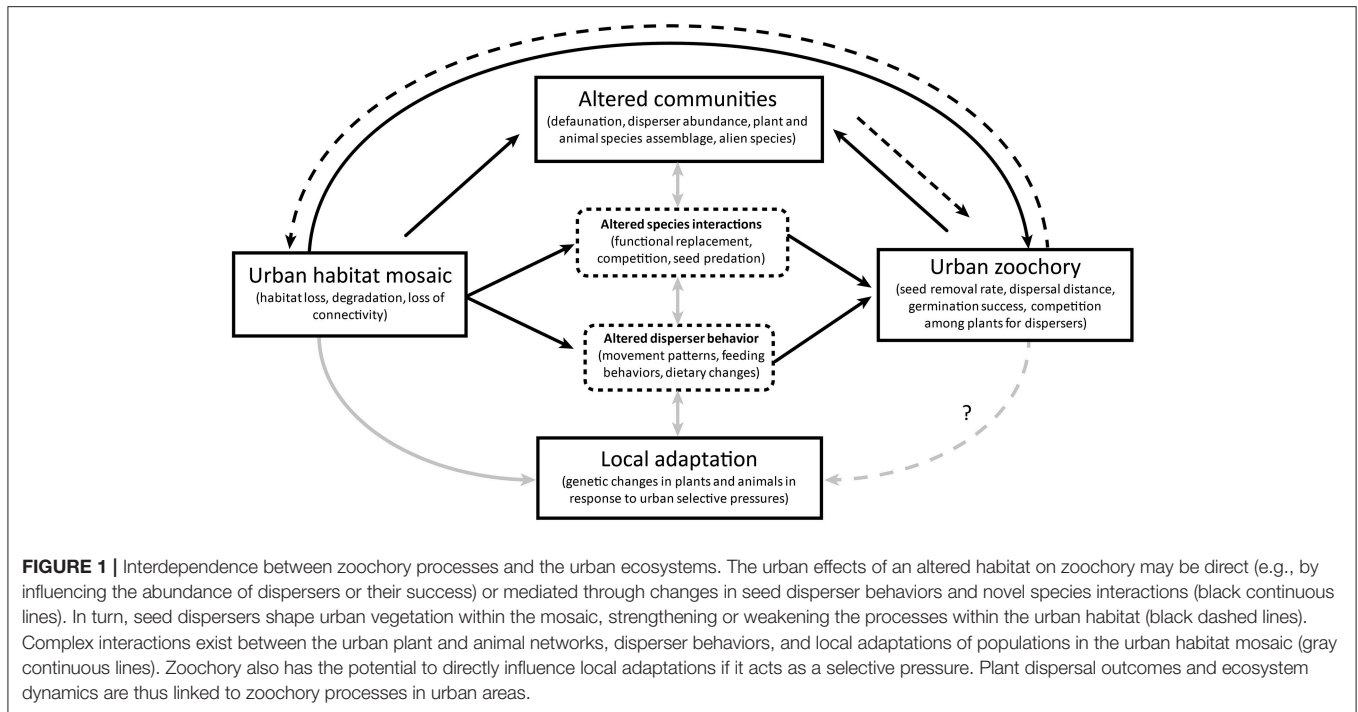 Altered communities
(defaunation, disperser abundance, plant and
animal species assemblage, alien species)
Altered species interactions
(functional replacement,
competition, seed predation)
Urban habitat mosaic
(habitat loss, degradation, loss of
connectivity)
Urban zoochory
(seed removal rate, dispersal distance,
germination success, competition
among plants for dispersers)
Altered disperser behavior
(movement patterns, feeding
behaviors, dietary changes)
?
Local adaptation
(genetic changes in plants and animals in
response to urban selective pressures)
FIGURE 1 | Interdependence between zoochory processes and the urban ecosystems. The urban effects of an altered habitat on zoochory may be direct (e.g., by
influencing the abundance of dispersers or their success) or mediated through changes in seed disperser behaviors and novel species interactions (black continuous
lines). In turn, seed dispersers shape urban vegetation within the mosaic, strengthening or weakening the processes within the urban habitat (black dashed lines).
Complex interactions exist between the urban plant and animal networks, disperser behaviors, and local adaptations of populations in the urban habitat mosaic (gray
continuous lines). Zoochory also has the potential to directly influence local adaptations if it acts as a selective pressure. Plant dispersal outcomes and ecosystem
dynamics are thus linked to zoochory processes in urban areas.